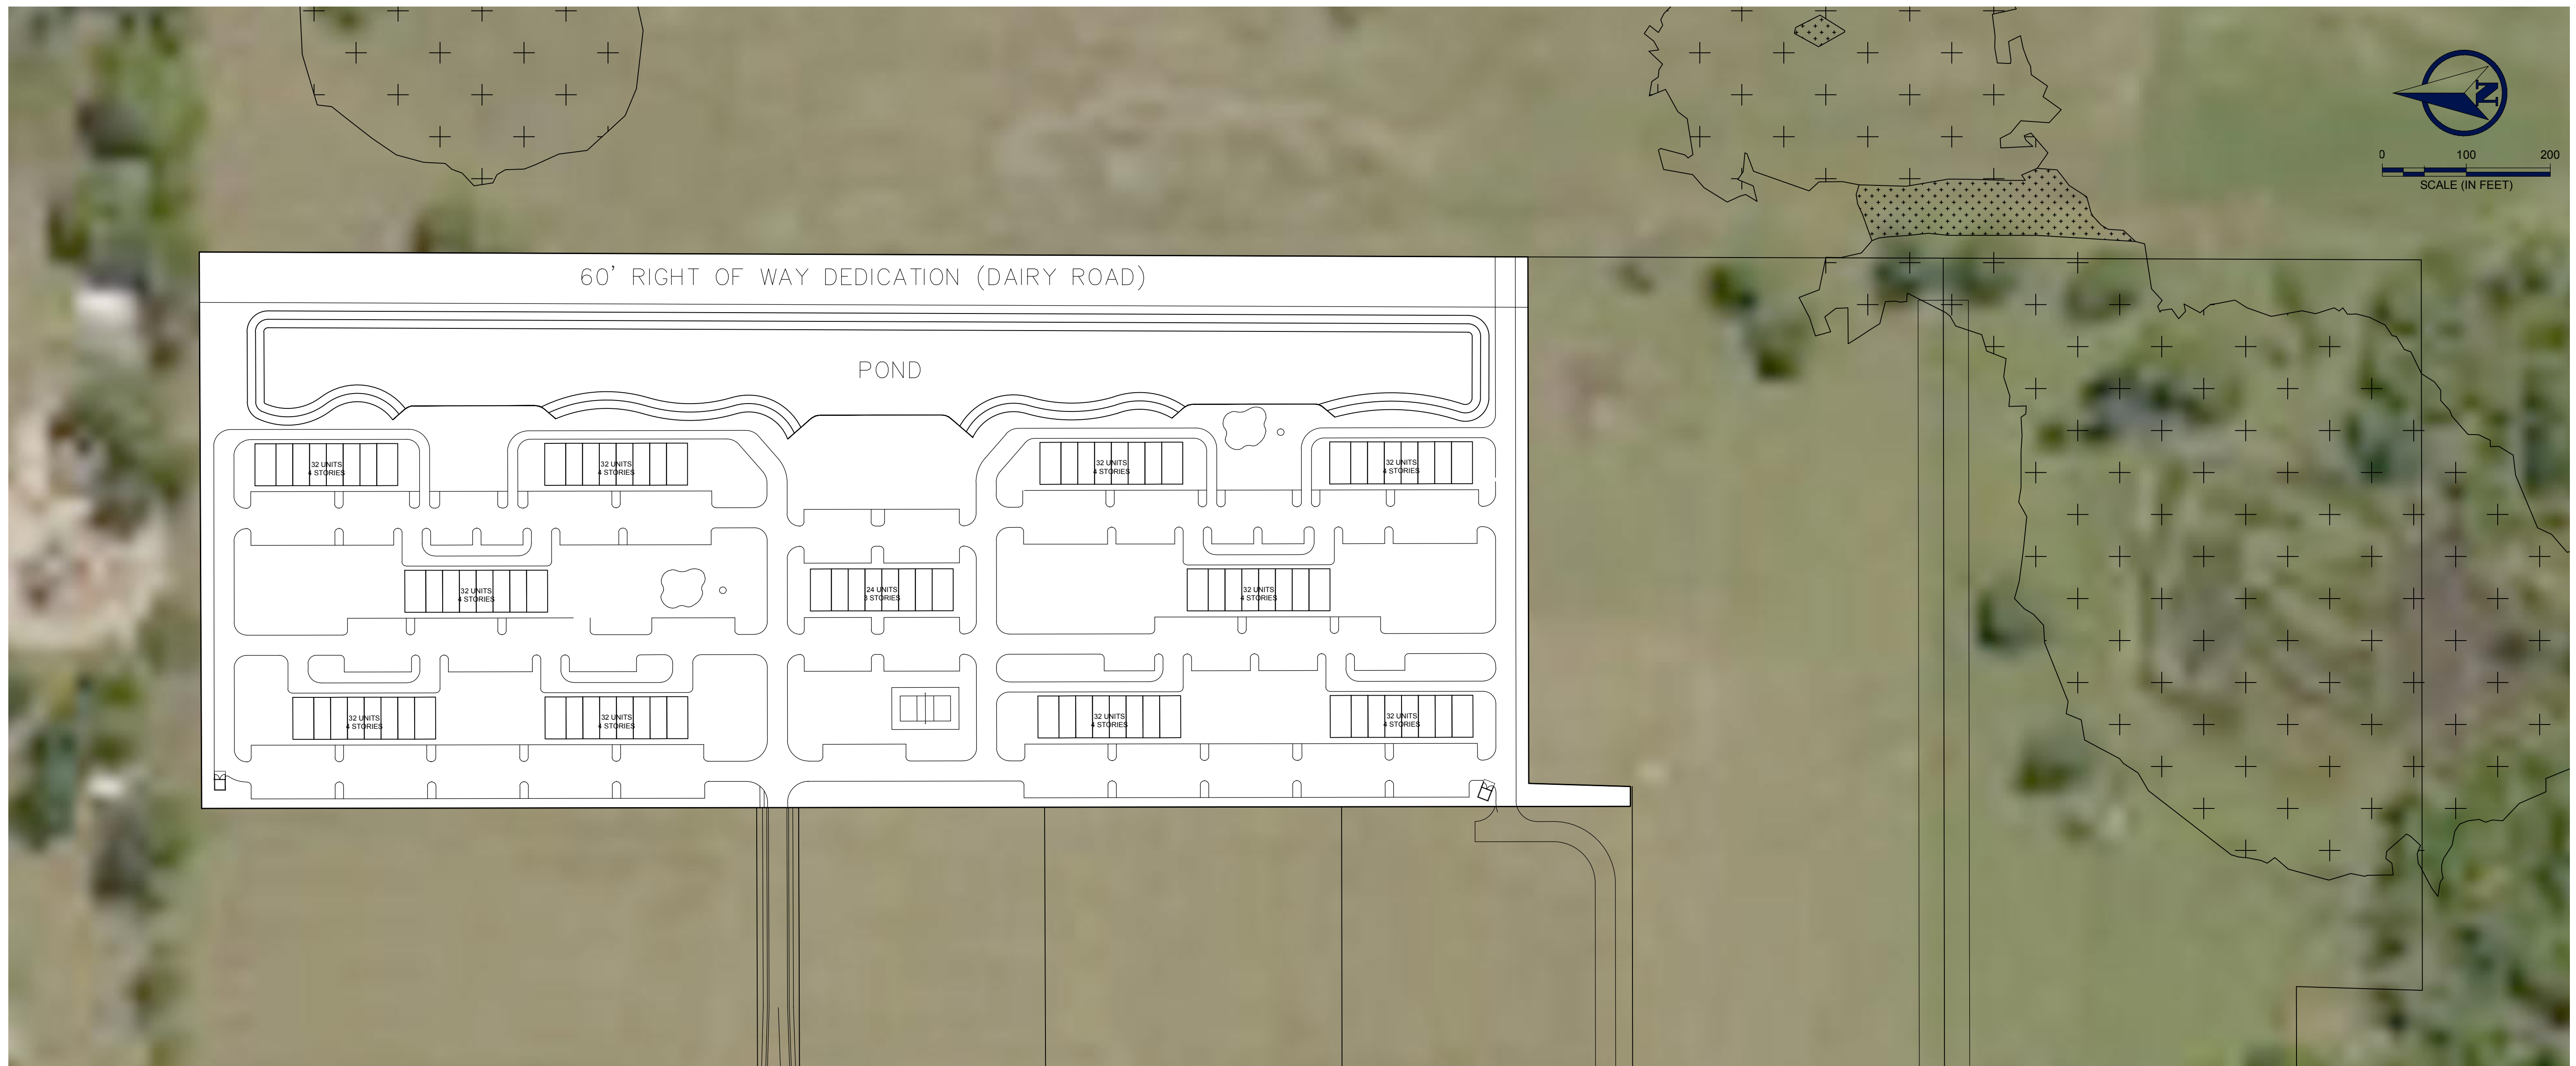 N
0 100 200
SCALE (IN FEET)
60' RIGHT OF WAY DEDICATION (DAIRY ROAD)
POND
32 UNITS
4 STORIES
32 UNITS
4 STORIES
32 UNITS
4 STORIES
32 UNITS
4 STORIES
32 UNITS
4 STORIES
24 UNITS
3 STORIES
32 UNITS
4 STORIES
32 UNITS
4 STORIES
32 UNITS
4 STORIES
32 UNITS
4 STORIES
32 UNITS
4 STORIES